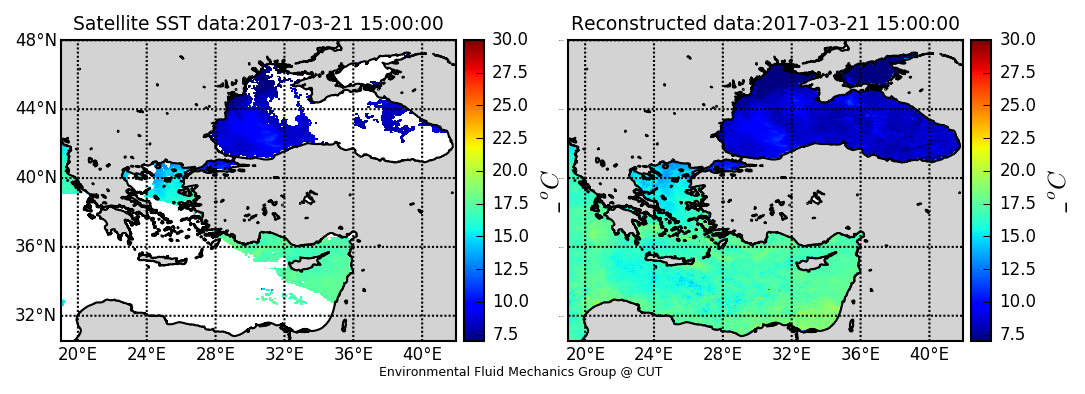 Satellite SST data:2017-03-21 15:00:00
48°N
44°N
40°N
36°N
32°N
20°E 24°E 28°E 32°E 36°E 40°E
30.0
27.5
25.0
22.5
20.0
17.5
15.0
12.5
10.0
7.5
_°C
Reconstructed data:2017-03-21 15:00:00
20°E 24°E 28°E 32°E 36°E 40°E
30.0
27.5
25.0
22.5
20.0
17.5
15.0
12.5
10.0
7.5
_°C
Environmental Fluid Mechanics Group @ CUT